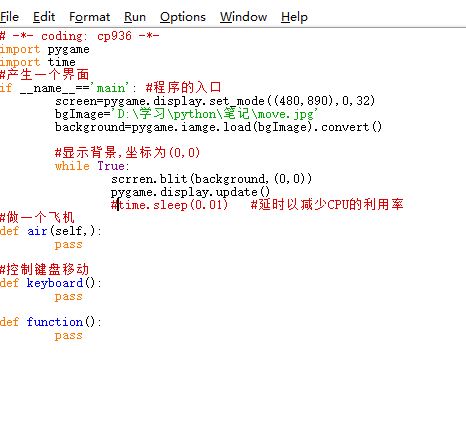 File Edit Format Run Options Window Help
# -*- coding: cp936 -*-
import pygame
import time
#产生一个界面
if __name__=='main': #程序的入口
screen=pygame.display.set_mode((480,890),0,32)
bgImage='D:\学习\python\笔记\move.jpg'
background=pygame.iamge.load(bgImage).convert()
#显示背景,坐标为(0,0)
while True:
scrren.blit(background,(0,0))
pygame.display.update()
#time.sleep(0.01) #延时以减少CPU的利用率
#做一个飞机
def air(self,):
pass
#控制键盘移动
def keyboard():
pass
def function():
pass